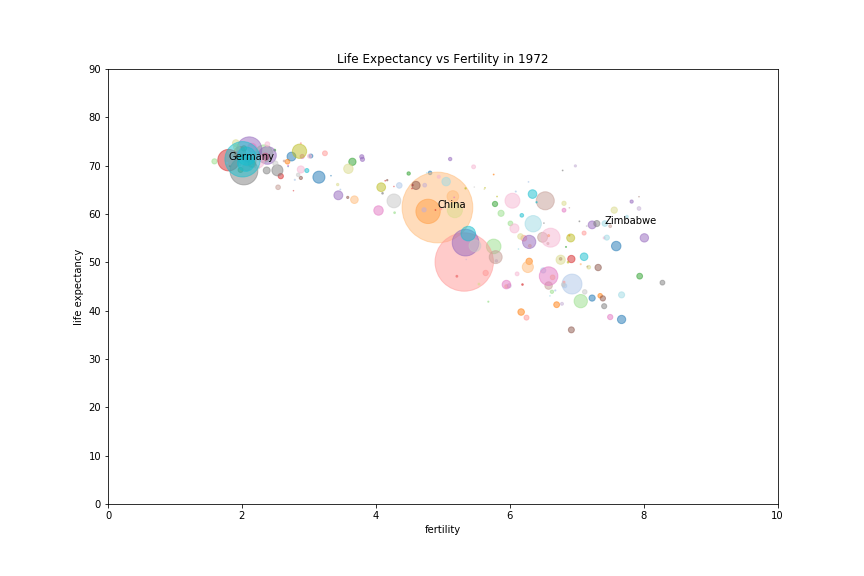 Life Expectancy vs Fertility in 1972
90
80
70
60
50
40
30
20
10
0
life expectancy
Germany
China
Zimbabwe
0 2 4 6 8 10
fertility